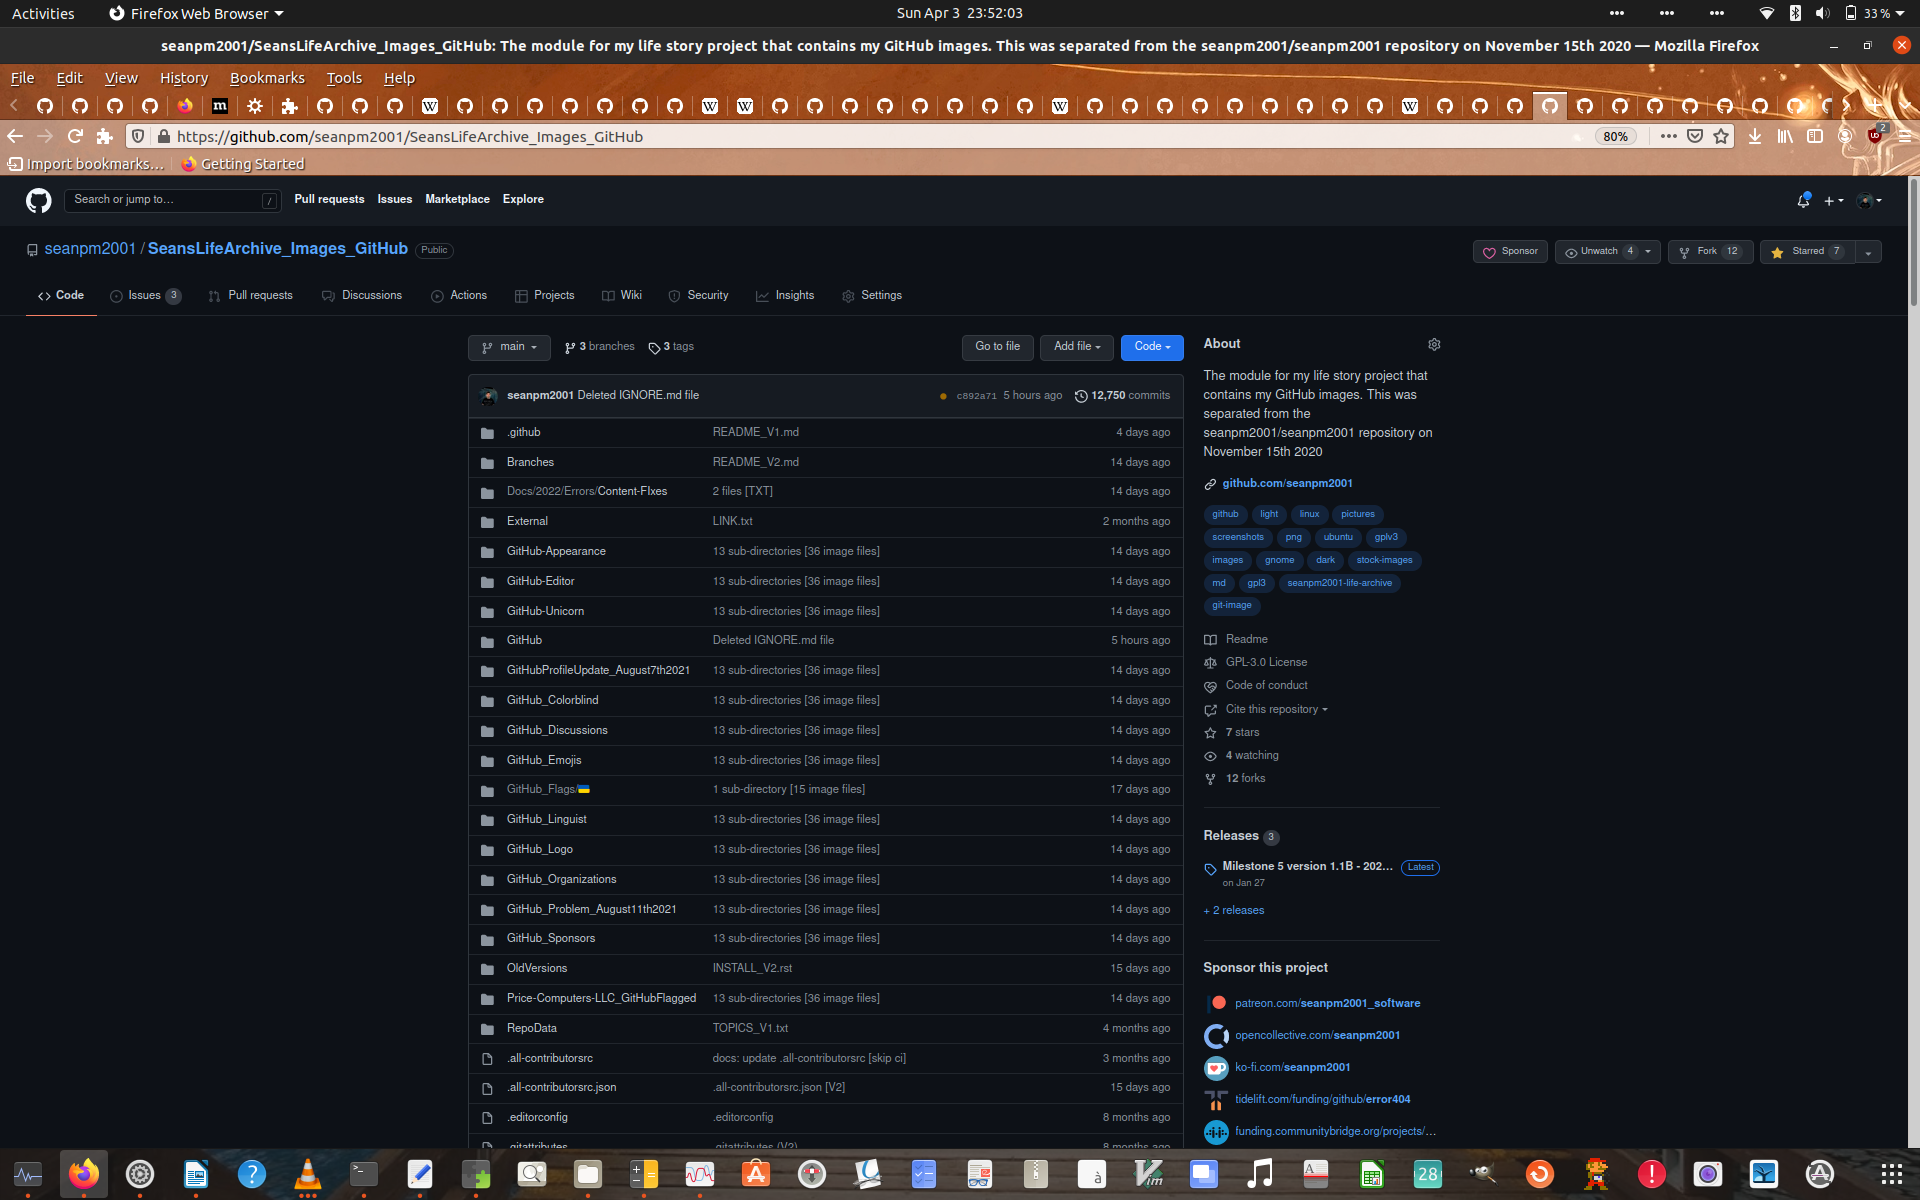 Activities
Firefox Web Browser
Sun Apr 3 23:52:03
33 %
seanpm2001/SeansLifeArchive_Images_GitHub: The module for my life story project that contains my GitHub images. This was separated from the seanpm2001/seanpm2001 repository on November 15th 2020 — Mozilla Firefox
File Edit View History Bookmarks Tools Help
https://github.com/seanpm2001/SeansLifeArchive_Images_GitHub
80%
2
Import bookmarks...
Getting Started
Search or jump to...
/
Pull requests Issues Marketplace Explore
seanpm2001 / SeansLifeArchive_Images_GitHub Public
Sponsor
Unwatch 4
Fork 12
Starred 7
Code
Issues 3
Pull requests
Discussions
Actions
Projects
Wiki
Security
Insights
Settings
main
3 branches
3 tags
Go to file
Add file
Code
seanpm2001 Deleted IGNORE.md file c892a71 5 hours ago 12,750 commits
.github README_V1.md 4 days ago
Branches README_V2.md 14 days ago
Docs/2022/Errors/Content-FIxes 2 files [TXT] 14 days ago
External LINK.txt 2 months ago
GitHub-Appearance 13 sub-directories [36 image files] 14 days ago
GitHub-Editor 13 sub-directories [36 image files] 14 days ago
GitHub-Unicorn 13 sub-directories [36 image files] 14 days ago
GitHub Deleted IGNORE.md file 5 hours ago
GitHubProfileUpdate_August7th2021 13 sub-directories [36 image files] 14 days ago
GitHub_Colorblind 13 sub-directories [36 image files] 14 days ago
GitHub_Discussions 13 sub-directories [36 image files] 14 days ago
GitHub_Emojis 13 sub-directories [36 image files] 14 days ago
GitHub_Flags/🇺🇦 1 sub-directory [15 image files] 17 days ago
GitHub_Linguist 13 sub-directories [36 image files] 14 days ago
GitHub_Logo 13 sub-directories [36 image files] 14 days ago
GitHub_Organizations 13 sub-directories [36 image files] 14 days ago
GitHub_Problem_August11th2021 13 sub-directories [36 image files] 14 days ago
GitHub_Sponsors 13 sub-directories [36 image files] 14 days ago
OldVersions INSTALL_V2.rst 15 days ago
Price-Computers-LLC_GitHubFlagged 13 sub-directories [36 image files] 14 days ago
RepoData TOPICS_V1.txt 4 months ago
.all-contributorsrc docs: update .all-contributorsrc [skip ci] 3 months ago
.all-contributorsrc.json .all-contributorsrc.json [V2] 15 days ago
.editorconfig .editorconfig 8 months ago
.gitattributes .gitattributes (V2) 8 months ago
About
The module for my life story project that
contains my GitHub images. This was
separated from the
seanpm2001/seanpm2001 repository on
November 15th 2020
github.com/seanpm2001
github light linux pictures
screenshots png ubuntu gplv3
images gnome dark stock-images
md gpl3 seanpm2001-life-archive
git-image
Readme
GPL-3.0 License
Code of conduct
Cite this repository
7 stars
4 watching
12 forks
Releases 3
Milestone 5 version 1.1B - 202... Latest
on Jan 27
+ 2 releases
Sponsor this project
patreon.com/seanpm2001_software
opencollective.com/seanpm2001
ko-fi.com/seanpm2001
tidelift.com/funding/github/error404
funding.communitybridge.org/projects/...
28